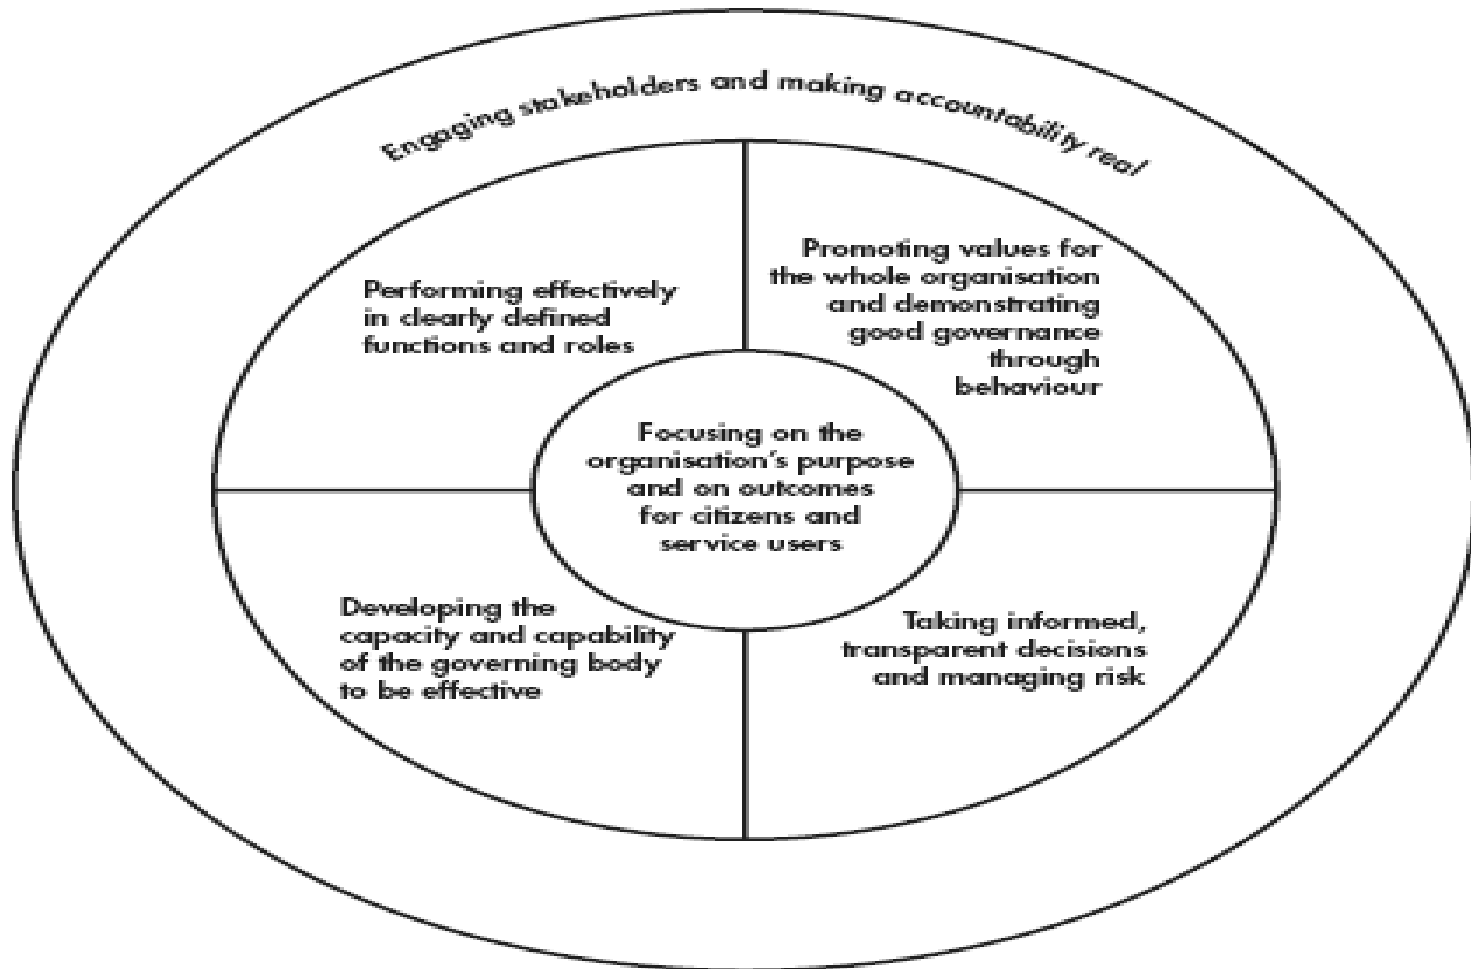 Engaging stakeholders and making accountability real
Performing effectively
in clearly defined
functions and roles
Promoting values for
the whole organisation
and demonstrating
good governance
through
behaviour
Focusing on the
organisation's purpose
and on outcomes
for citizens and
service users
Developing the
capacity and capability
of the governing body
to be effective
Taking informed,
transparent decisions
and managing risk